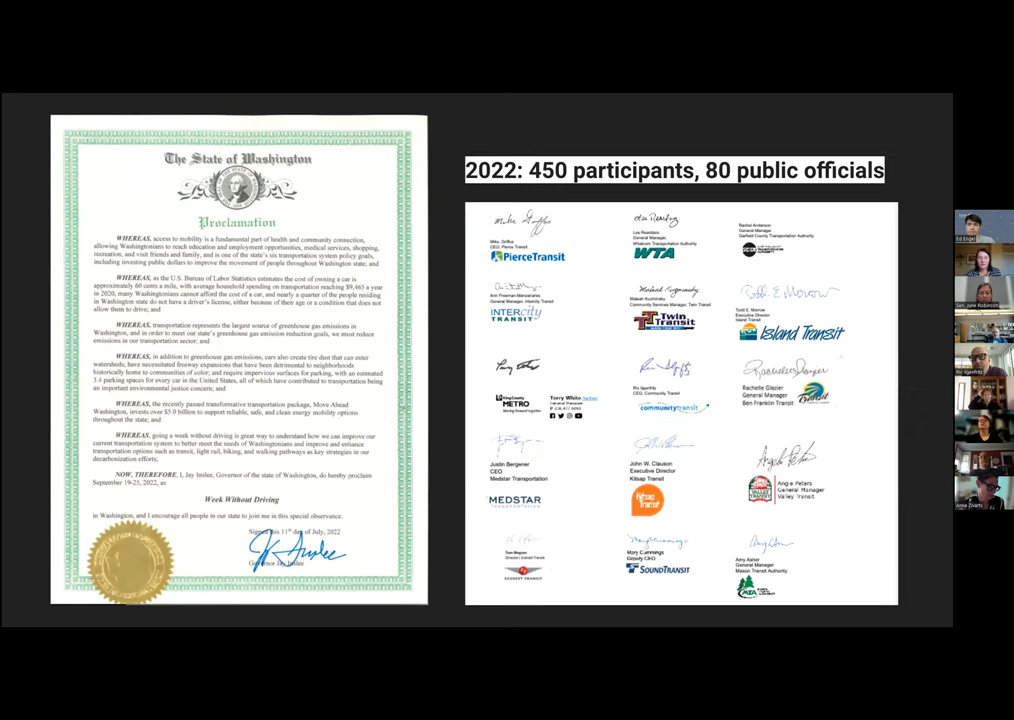 The State of Washington
Proclamation
WHEREAS, access to mobility is a fundamental part of health and community connection,
allowing Washingtonians to reach education and employment opportunities, medical services, shopping,
recreation, and visit friends and family, and is one of the state's six transportation system policy goals,
including investing public dollars to improve the movement of people throughout Washington state; and
WHEREAS, as the U.S. Bureau of Labor Statistics estimates the cost of owning a car is
approximately 60 cents a mile, with average household spending on transportation reaching $9,465 a year
in 2020, many Washingtonians cannot afford the cost of a car, and nearly a quarter of the people residing
in Washington state do not have a driver's license, either because of their age or a condition that does not
allow them to drive; and
WHEREAS, transportation represents the largest source of greenhouse gas emissions in
Washington, and in order to meet our state's greenhouse gas emission reduction goals, we must reduce
emissions in our transportation sector; and
WHEREAS, in addition to greenhouse gas emissions, cars also create tire dust that can enter
watersheds; have necessitated freeway expansions that have been detrimental to neighborhoods
historically home to communities of color; and require impervious surfaces for parking, with an estimated
3.4 parking spaces for every car in the United States, all of which have contributed to transportation being
an important environmental justice concern; and
WHEREAS, the recently passed transformative transportation package, Move Ahead
Washington, invests over $5.0 billion to support reliable, safe, and clean energy mobility options
throughout the state; and
WHEREAS, going a week without driving is great way to understand how we can improve our
current transportation system to better meet the needs of Washingtonians and improve and enhance
transportation options such as transit, light rail, biking, and walking pathways as key strategies in our
decarbonization efforts;
NOW, THEREFORE, I, Jay Inslee, Governor of the state of Washington, do hereby proclaim
September 19-25, 2022, as
Week Without Driving
in Washington, and I encourage all people in our state to join me in this special observance.
Signed this 11th day of July, 2022
Governor Jay Inslee
2022: 450 participants, 80 public officials
Mike Griffus
CEO, Pierce Transit
PierceTransit
Les Reardanz
General Manager,
Whatcom Transportation Authority
WTA
Rachel Anderson
General Manager
Garfield County Transportation Authority
Ann Freeman-Manzanares
General Manager, Intercity Transit
INTERCITY
TRANSIT
Makeah Kuzminsky
Community Services Manager, Twin Transit
Twin
Transit
Todd E. Morrow
Executive Director
Island Transit
Island Transit
King County
METRO
Moving forward together
Terry White
General Manager
Ric Ilgenfritz
CEO, Community Transit
communitytransit
Rachelle Glazier
General Manager
Ben Franklin Transit
Transit
Justin Bergener
CEO
Medstar Transportation
MEDSTAR
TRANSPORTATION
John W. Clauson
Executive Director
Kitsap Transit
Kitsap
Transit
VALLEY
TRANSIT
Angie Peters
General Manager
Valley Transit
EVERETT TRANSIT
Mary Cummings
Deputy CEO
SOUNDTRANSIT
Amy Asher
General Manager
Mason Transit Authority
MTA
Ed Engel
Sen. June Robinson
Ric Ilgenfritz
Anna Zivarts